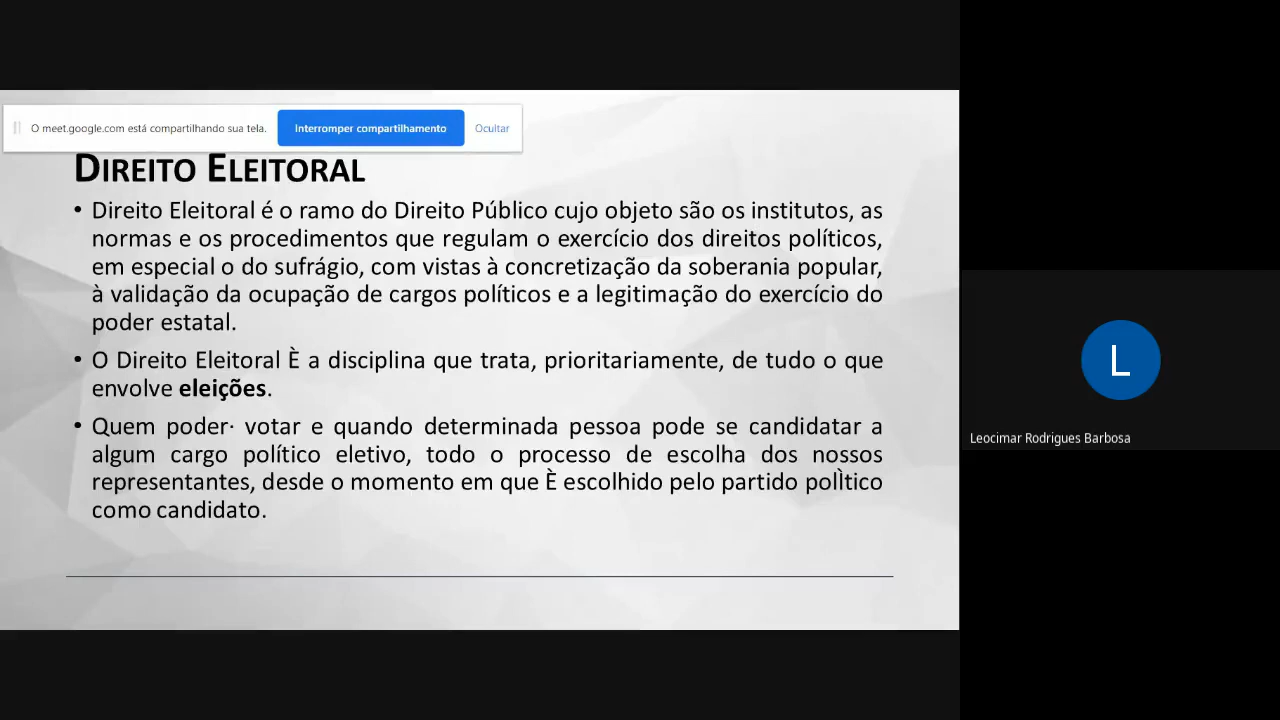 O meet.google.com está compartilhando sua tela.
Interromper compartilhamento
Ocultar
DIREITO ELEITORAL
• Direito Eleitoral é o ramo do Direito Público cujo objeto são os institutos, as
normas e os procedimentos que regulam o exercício dos direitos políticos,
em especial o do sufrágio, com vistas à concretização da soberania popular,
à validação da ocupação de cargos políticos e a legitimação do exercício do
poder estatal.
• O Direito Eleitoral È a disciplina que trata, prioritariamente, de tudo o que
envolve eleições.
• Quem poder· votar e quando determinada pessoa pode se candidatar a
algum cargo político eletivo, todo o processo de escolha dos nossos
representantes, desde o momento em que È escolhido pelo partido polÌtico
como candidato.
L
Leocimar Rodrigues Barbosa